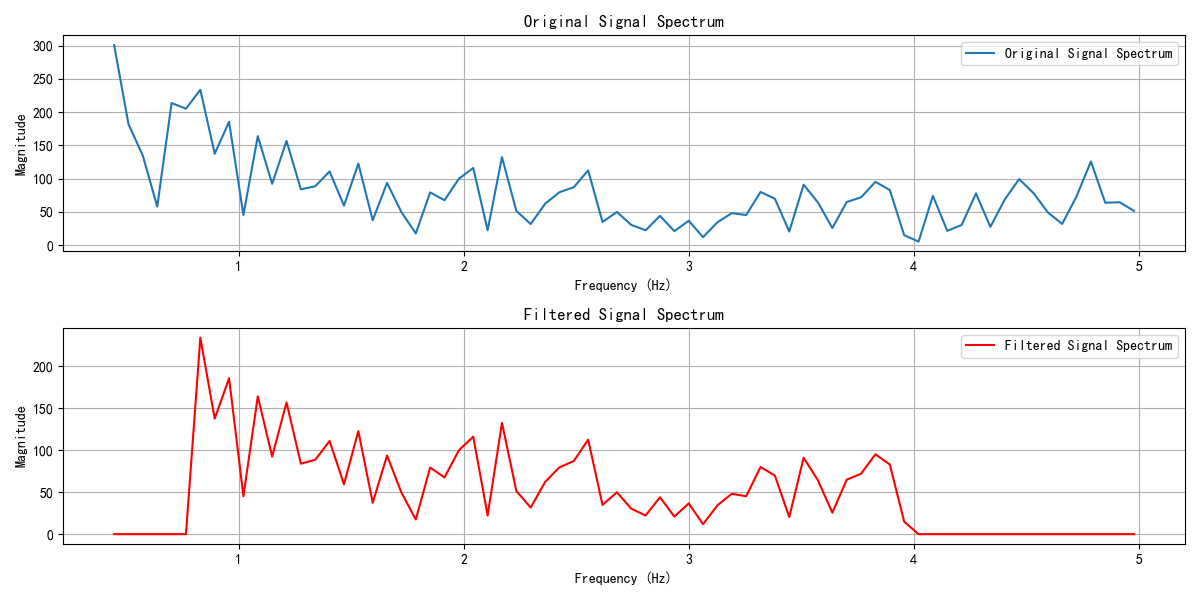 Original Signal Spectrum
Original Signal Spectrum
Magnitude
300
250
200
150
100
50
0
1
2
3
4
5
Frequency (Hz)
Filtered Signal Spectrum
Filtered Signal Spectrum
Magnitude
200
150
100
50
0
1
2
3
4
5
Frequency (Hz)